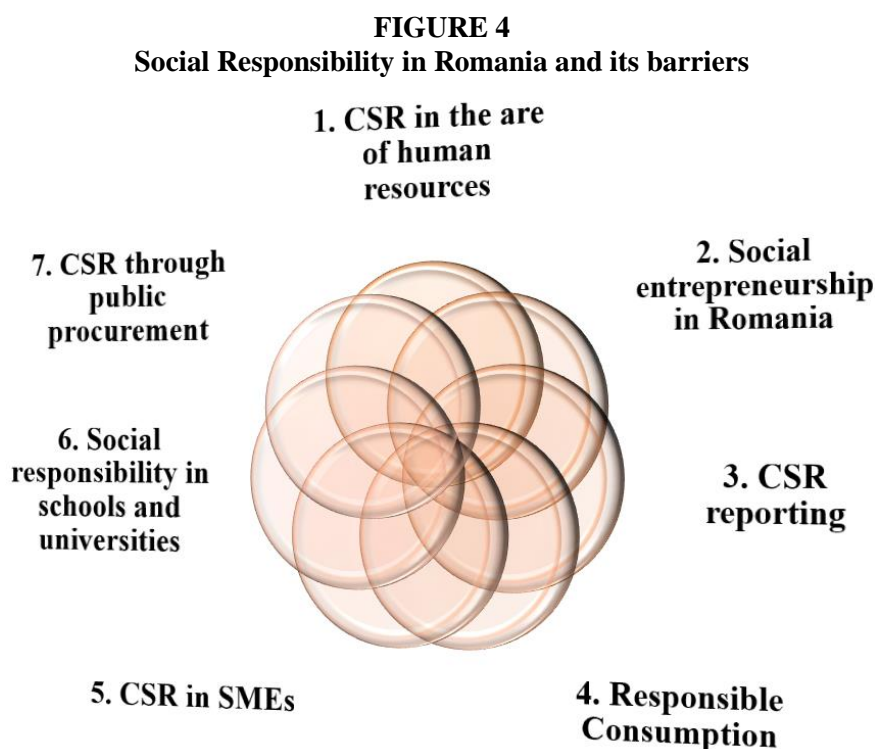 FIGURE 4
Social Responsibility in Romania and its barriers
1. CSR in the are
of human
resources
2. Social
entrepreneurship
in Romania
3. CSR
reporting
4. Responsible
Consumption
5. CSR in SMEs
6. Social
responsibility in
schools and
universities
7. CSR through
public
procurement